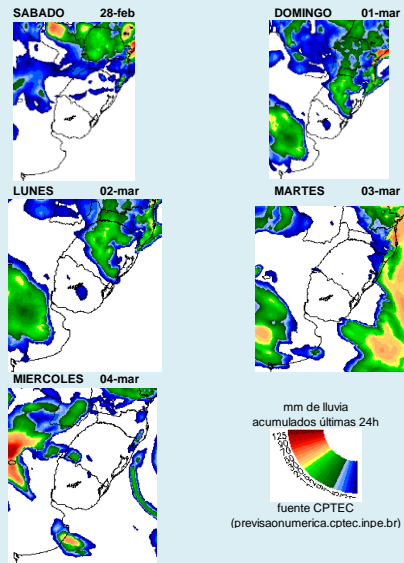 SABADO 28-feb
DOMINGO 01-mar
LUNES 02-mar
MARTES 03-mar
MIERCOLES 04-mar
mm de lluvia
acumulados últimas 24h
125
fuente CPTEC
(previsaonumerica.cptec.inpe.br)